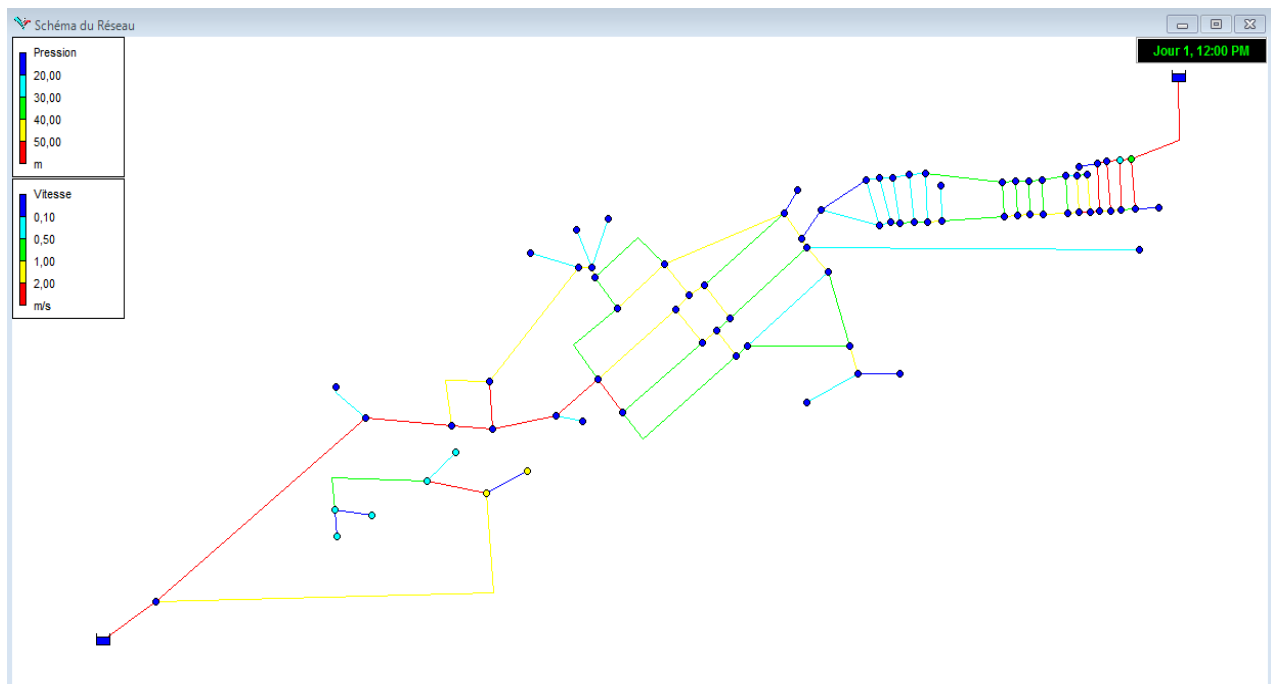 Schéma du Réseau
Jour 1, 12:00 PM
Pression
20,00
30,00
40,00
50,00
m
Vitesse
0,10
0,50
1,00
2,00
m/s